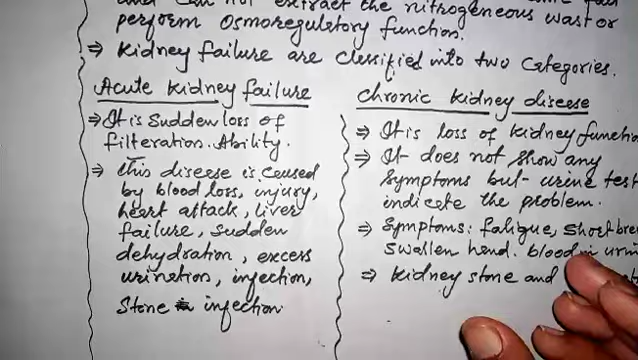 and can not extract the nitrogeneous wast or
perform Osmoregulatory function.
⇒ Kidney failure are classified into two Categories.
Acute Kidney failure
⇒ It is Sudden loss of
filteration. Ability.
⇒ this diseese is caused
by blood loss, injury,
heart attack, liver
failure, sudden
dehydration, excess
urinetion, injection,
Stone infection
Chronic Kidney disease
⇒ It is loss of kidney functio
⇒ It does not show any
symptoms but- urine test
indicate the problem.
⇒ Symptoms: fatigue, short bre
Swallen hend. blood in urin
⇒ Kidney stone and